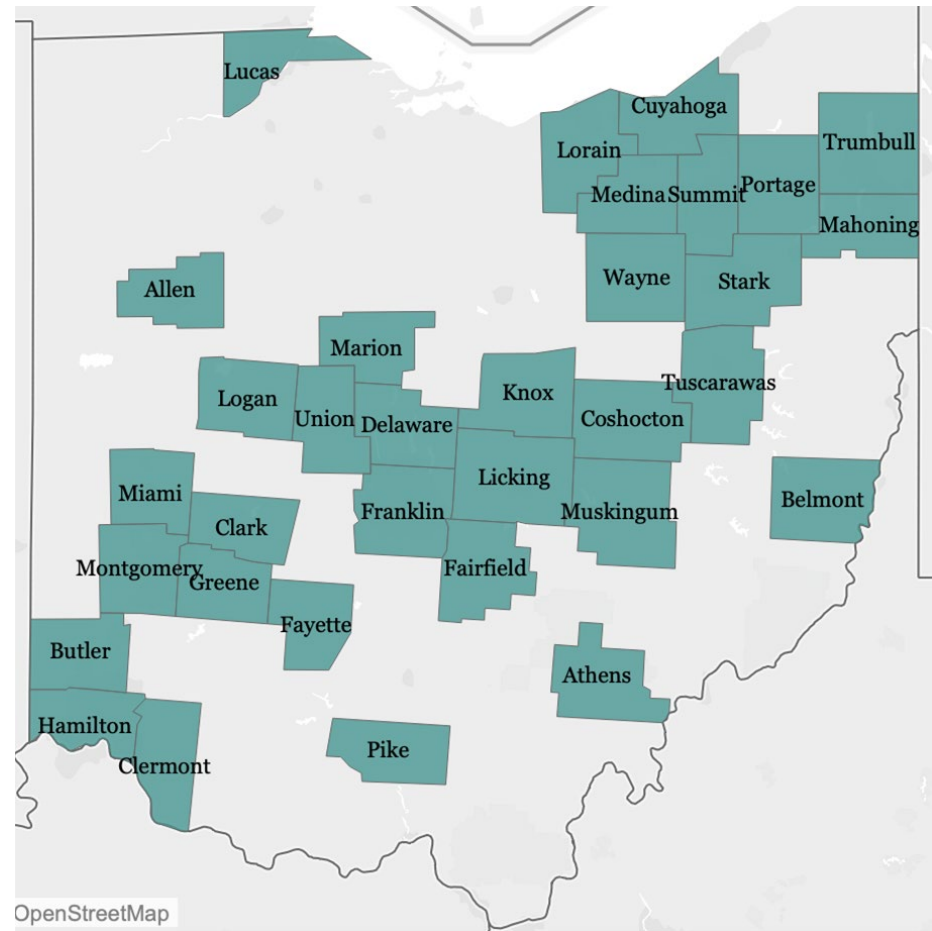 Lucas
Cuyahoga
Trumbull
Lorain
Medina
Summit
Portage
Mahoning
Wayne
Stark
Allen
Marion
Tuscarawas
Knox
Logan
Union
Delaware
Coshocton
Licking
Miami
Belmont
Franklin
Muskingum
Clark
Montgomery
Greene
Fairfield
Fayette
Butler
Athens
Hamilton
Pike
Clermont
OpenStreetMap